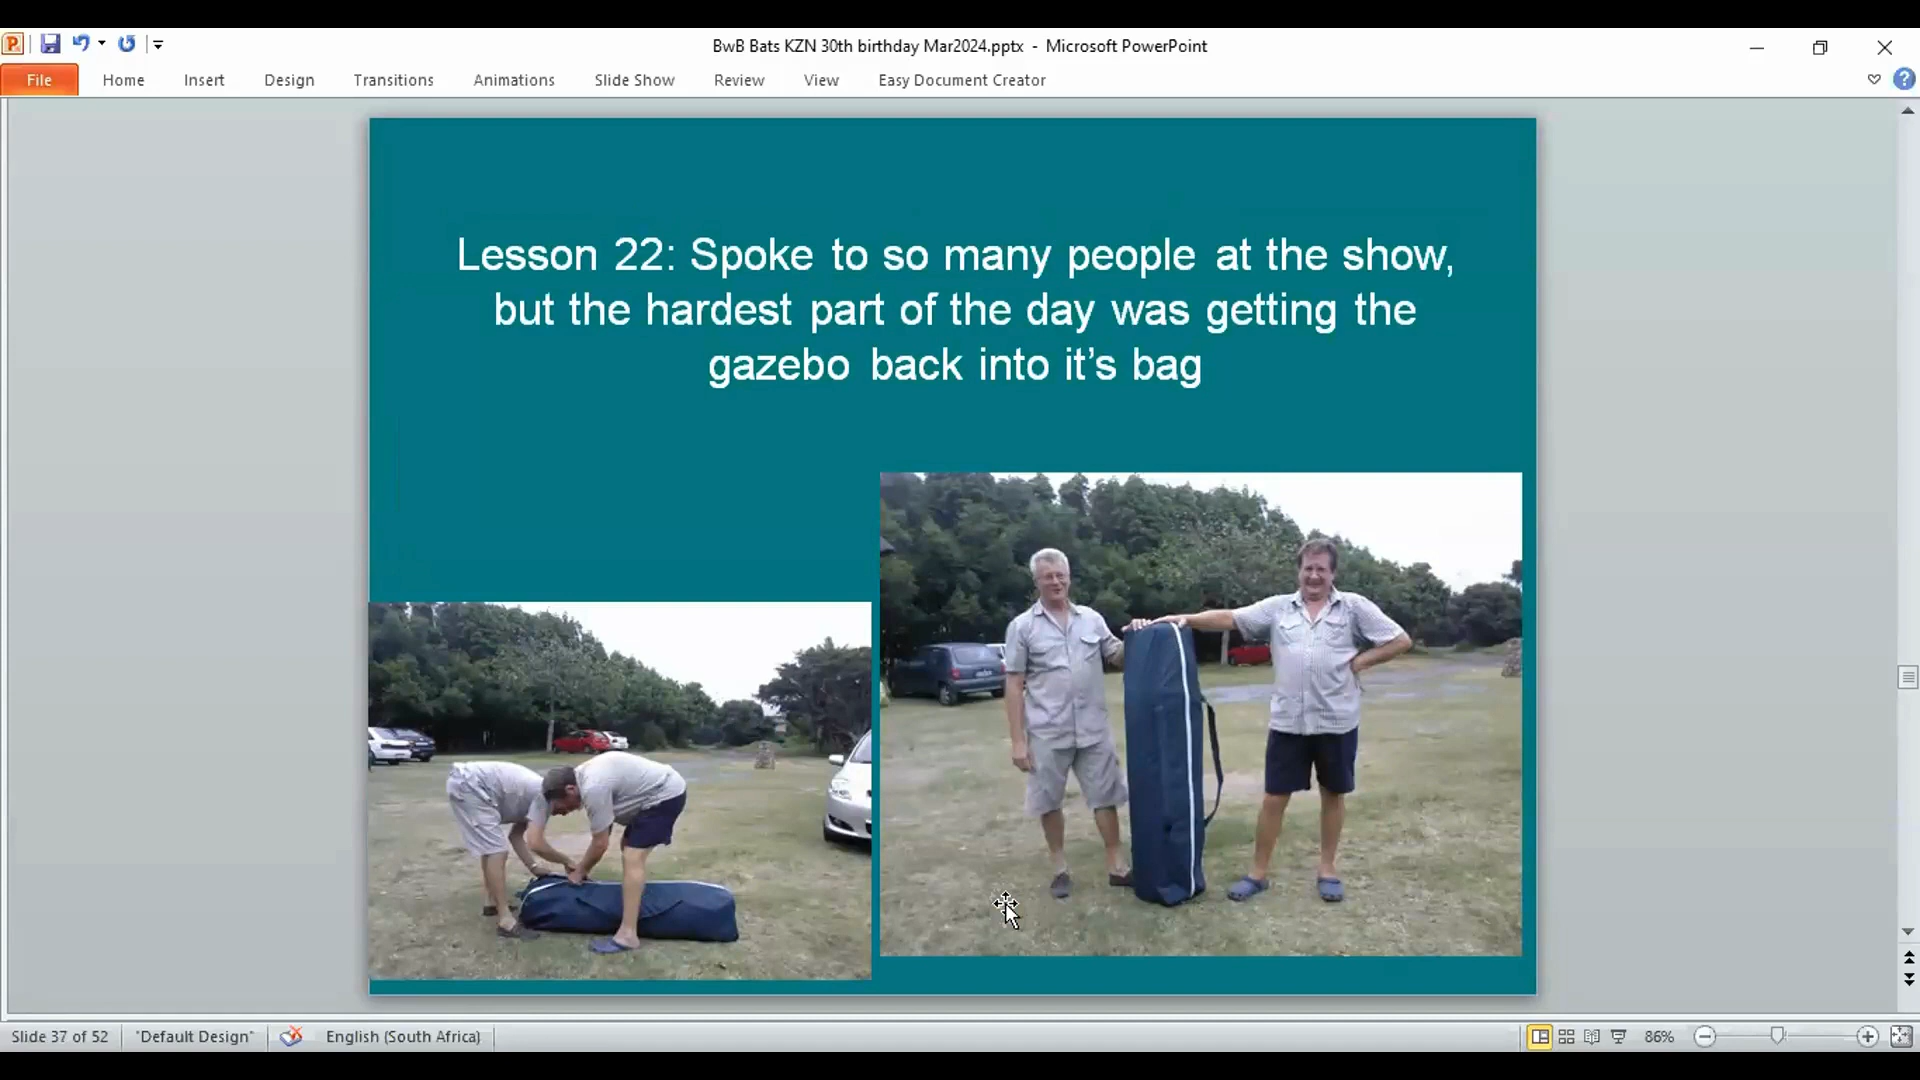 BwB Bats KZN 30th birthday Mar2024.pptx - Microsoft PowerPoint
File Home Insert Design Transitions Animations Slide Show Review View Easy Document Creator
Lesson 22: Spoke to so many people at the show,
but the hardest part of the day was getting the
gazebo back into it’s bag
Slide 37 of 52 "Default Design" English (South Africa) 86%